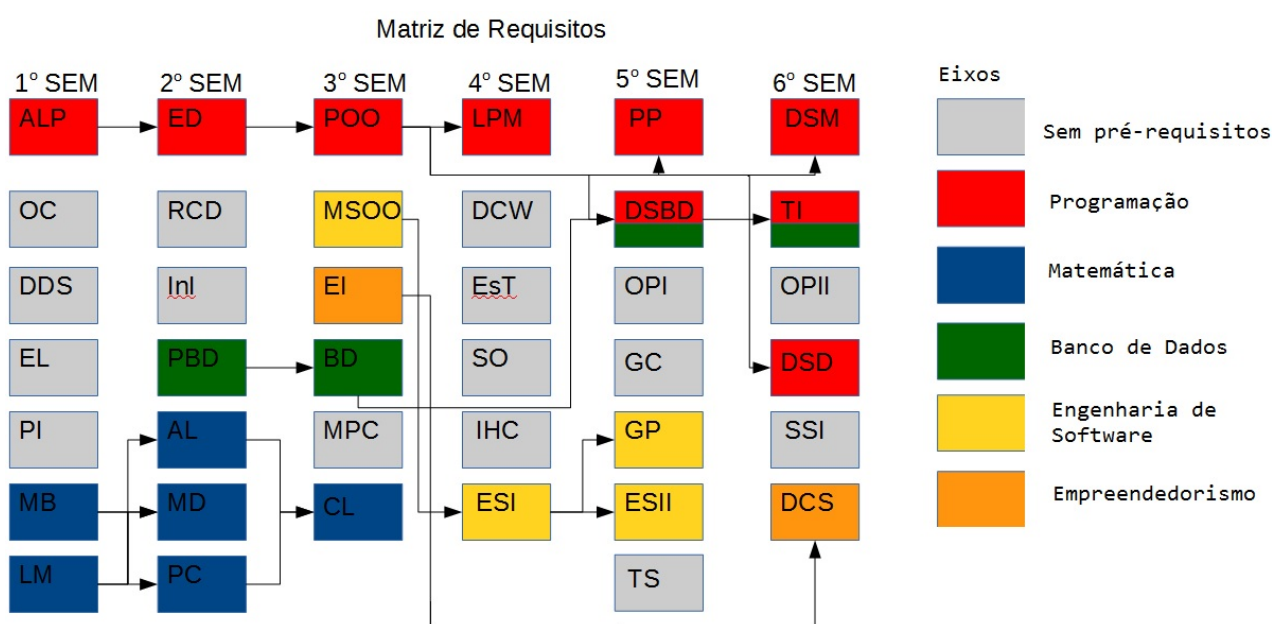 Matriz de Requisitos
1º SEM 2º SEM 3º SEM 4º SEM 5º SEM 6º SEM Eixos
ALP ED POO LPM PP DSM Sem pré-requisitos
OC RCD MSOO DCW DSBD TI Programação
DDS InI EI EsT OPI OPII Matemática
EL PBD BD SO GC DSD Banco de Dados
PI AL MPC IHC GP SSI Engenharia de
Software
MB MD CL ESI ESII DCS Empreendedorismo
LM PC TS